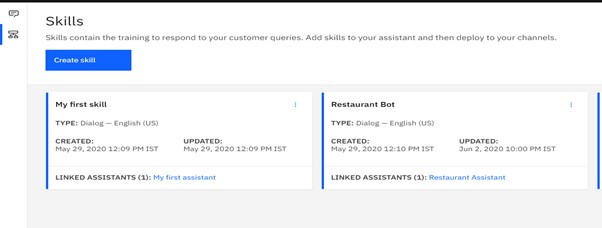 Skills
Skills contain the training to respond to your customer queries. Add skills to your assistant and then deploy to your channels.
Create skill
My first skill
TYPE: Dialog — English (US)
CREATED: UPDATED:
May 29, 2020 12:09 PM IST May 29, 2020 12:09 PM IST
LINKED ASSISTANTS (1): My first assistant
Restaurant Bot
TYPE: Dialog — English (US)
CREATED: UPDATED:
May 29, 2020 12:10 PM IST Jun 2, 2020 10:00 PM IST
LINKED ASSISTANTS (1): Restaurant Assistant